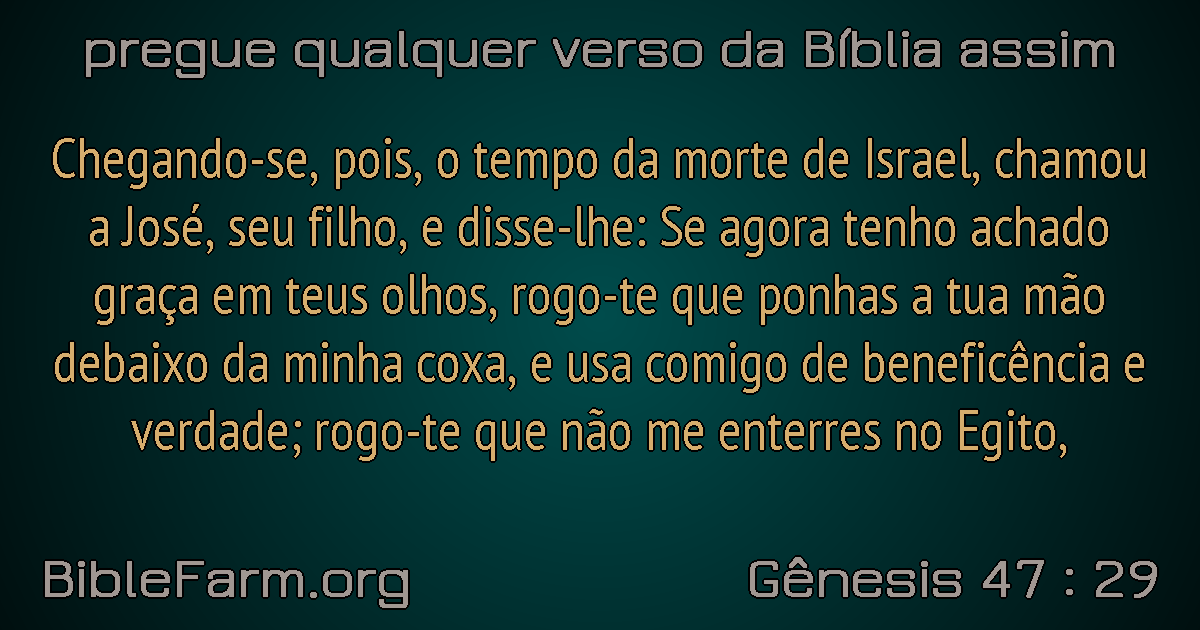 pregue qualquer verso da Bíblia assim
Chegando-se, pois, o tempo da morte de Israel, chamou
a José, seu filho, e disse-lhe: Se agora tenho achado
graça em teus olhos, rogo-te que ponhas a tua mão
debaixo da minha coxa, e usa comigo de beneficência e
verdade; rogo-te que não me enterres no Egito,
BibleFarm.org
Gênesis 47 : 29